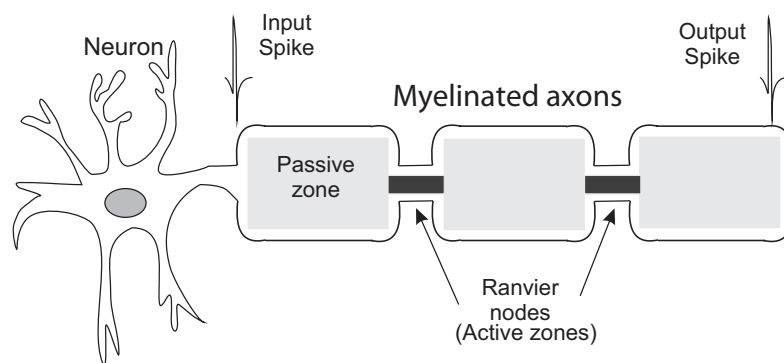 Input
Spike
Neuron
Output
Spike
Myelinated axons
Passive
zone
Ranvier
nodes
(Active zones)